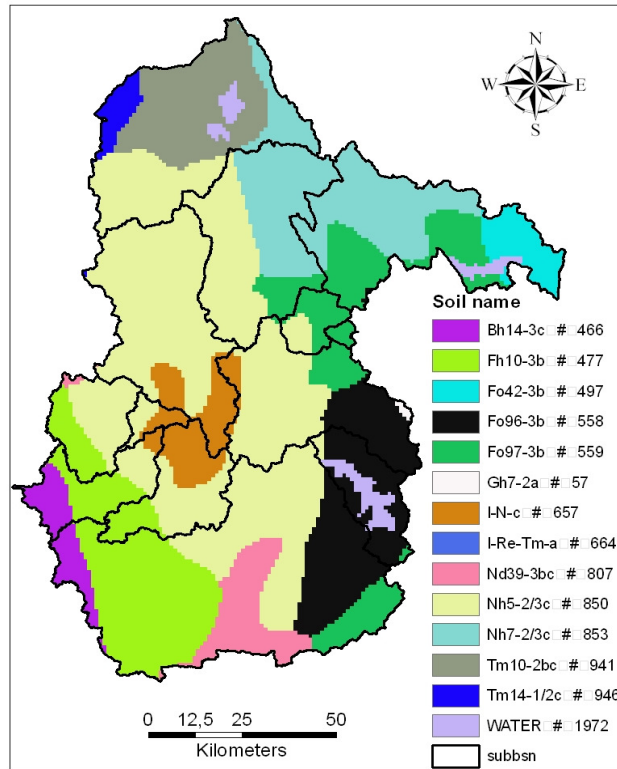 N
W E
S
Soil name
Bh14-3c□#□466
Fh10-3b□#□477
Fo42-3b□#□497
Fo96-3b□#□558
Fo97-3b□#□559
Gh7-2a□#□57
I-N-c□#□657
I-Re-Tm-a□#□664
Nd39-3bc□#□807
Nh5-2/3c□#□850
Nh7-2/3c□#□853
Tm10-2bc□#□941
Tm14-1/2c□#□946
WATER□#□1972
subbsn
0 12,5 25 50
Kilometers